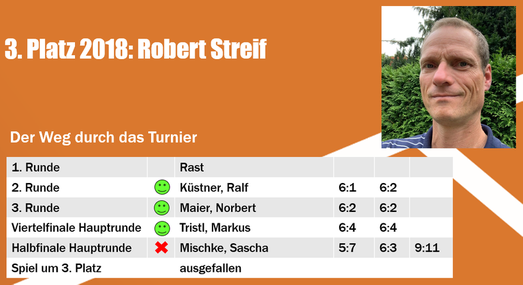 3. Platz 2018: Robert Streif
Der Weg durch das Turnier
1. Runde Rast
2. Runde Küstner, Ralf 6:1 6:2
3. Runde Maier, Norbert 6:2 6:2
Viertelfinale Hauptrunde Tristl, Markus 6:4 6:4
Halbfinale Hauptrunde Mischke, Sascha 5:7 6:3 9:11
Spiel um 3. Platz ausgefallen